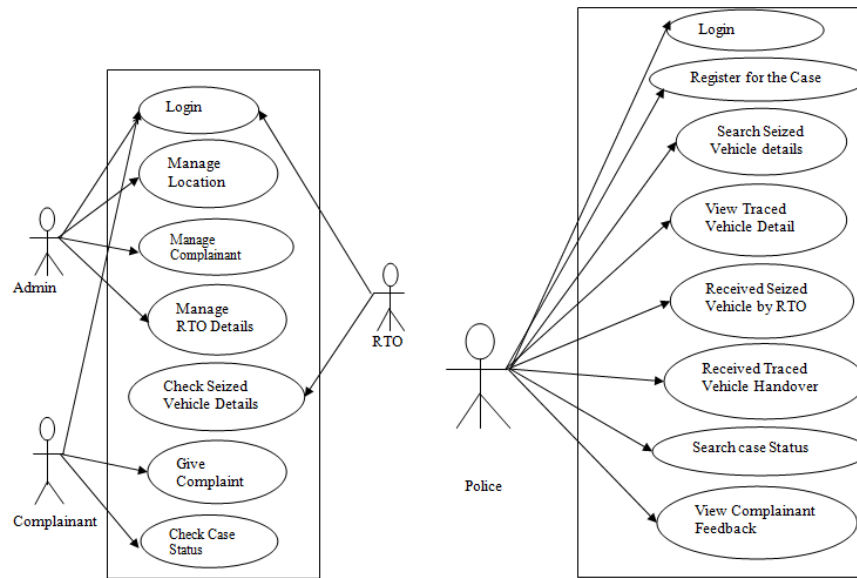 Login
Manage
Location
Manage
Complainant
Admin
Manage
RTO Details
RTO
Check Seized
Vehicle Details
Give
Complaint
Complainant
Check Case
Status
Login
Register for the Case
Search Seized
Vehicle details
View Traced
Vehicle Detail
Received Seized
Vehicle by RTO
Received Traced
Vehicle Handover
Search case Status
Police
View Complainant
Feedback